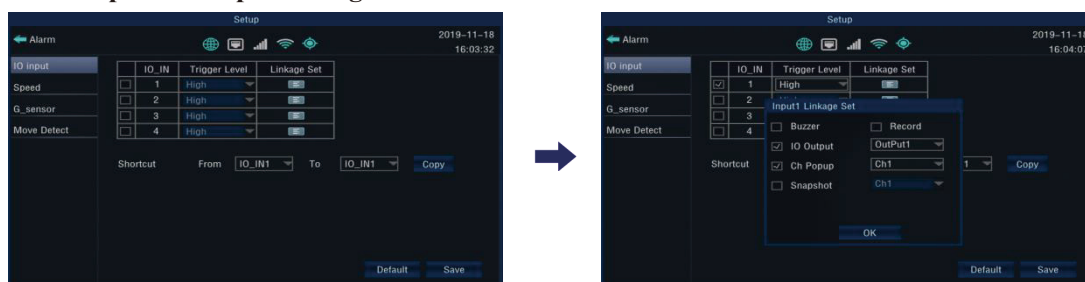 Setup
Alarm
2019-11-18
16:03:32
IO input
Speed
G_sensor
Move Detect
IO_IN Trigger Level Linkage Set
1 High
2 High
3 High
4 High
Shortcut From IO_IN1 To IO_IN1 Copy
Default Save
Setup
Alarm
2019-11-18
16:04:07
IO input
Speed
G_sensor
Move Detect
IO_IN Trigger Level Linkage Set
1 High
2
3
4
Input1 Linkage Set
Buzzer Record
IO Output OutPut1
Ch Popup Ch1
Snapshot Ch1
OK
Shortcut 1 Copy
Default Save